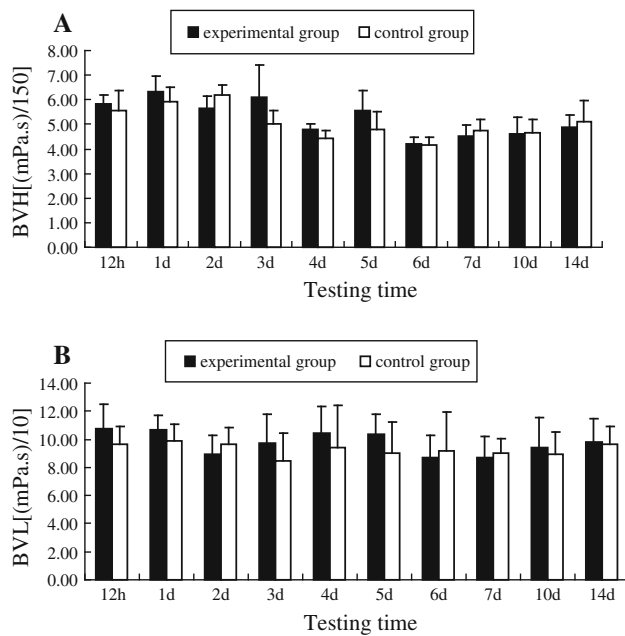 A
experimental group control group
BVH[(mPa.s)/150]
8.00
7.00
6.00
5.00
4.00
3.00
2.00
1.00
0.00
12h 1d 2d 3d 4d 5d 6d 7d 10d 14d
Testing time
B
experimental group control group
BVL[(mPa.s)/10]
14.00
12.00
10.00
8.00
6.00
4.00
2.00
0.00
12h 1d 2d 3d 4d 5d 6d 7d 10d 14d
Testing time